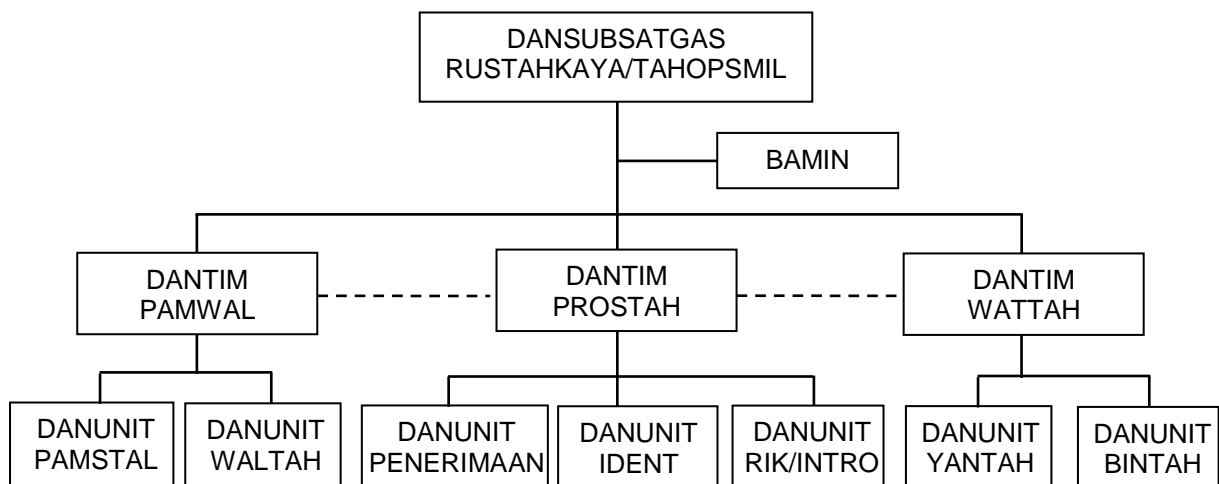 DANSUBSATGAS
RUSTAHKAYA/TAHOPSMIL
BAMIN
DANTIM
PAMWAL
DANTIM
PROSTAH
DANTIM
WATTAH
DANUNIT
PAMSTAL
DANUNIT
WALTAH
DANUNIT
PENERIMAAN
DANUNIT
IDENT
DANUNIT
RIK/INTRO
DANUNIT
YANTAH
DANUNIT
BINTAH